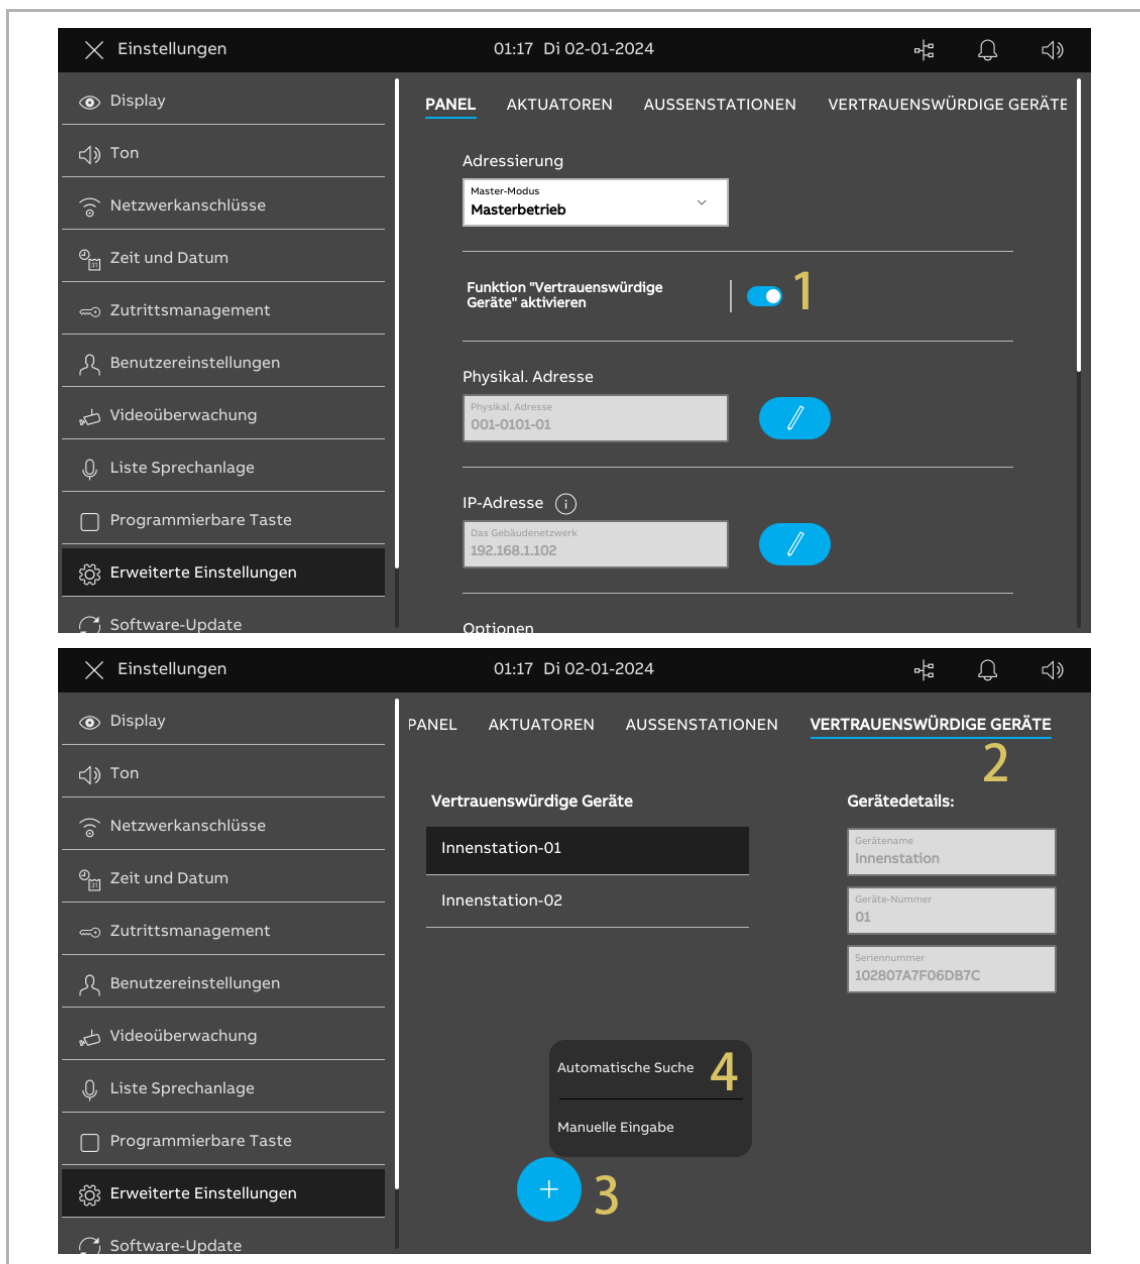 Einstellungen
01:17 Di 02-01-2024
Display
Ton
Netzwerkanschlüsse
Zeit und Datum
Zutrittsmanagement
Benutzereinstellungen
Videoüberwachung
Liste Sprechanlage
Programmierbare Taste
Erweiterte Einstellungen
Software-Update
PANEL AKTUATOREN AUSSENSTATIONEN VERTRAUENSWÜRDIGE GERÄTE
Adressierung
Master-Modus
Masterbetrieb
Funktion "Vertrauenswürdige
Geräte" aktivieren
1
Physikal. Adresse
Physikal. Adresse
001-0101-01
IP-Adresse
Das Gebäudenetzwerk
192.168.1.102
Optionen
Einstellungen
01:17 Di 02-01-2024
Display
Ton
Netzwerkanschlüsse
Zeit und Datum
31
Zutrittsmanagement
Benutzereinstellungen
Videoüberwachung
Liste Sprechanlage
Programmierbare Taste
Erweiterte Einstellungen
Software-Update
PANEL AKTUATOREN AUSSENSTATIONEN VERTRAUENSWÜRDIGE GERÄTE
2
Vertrauenswürdige Geräte
Innenstation-01
Innenstation-02
Gerätedetails:
Gerätename
Innenstation
Geräte-Nummer
01
Seriennummer
102807A7F06DB7C
Automatische Suche
4
Manuelle Eingabe
+
3